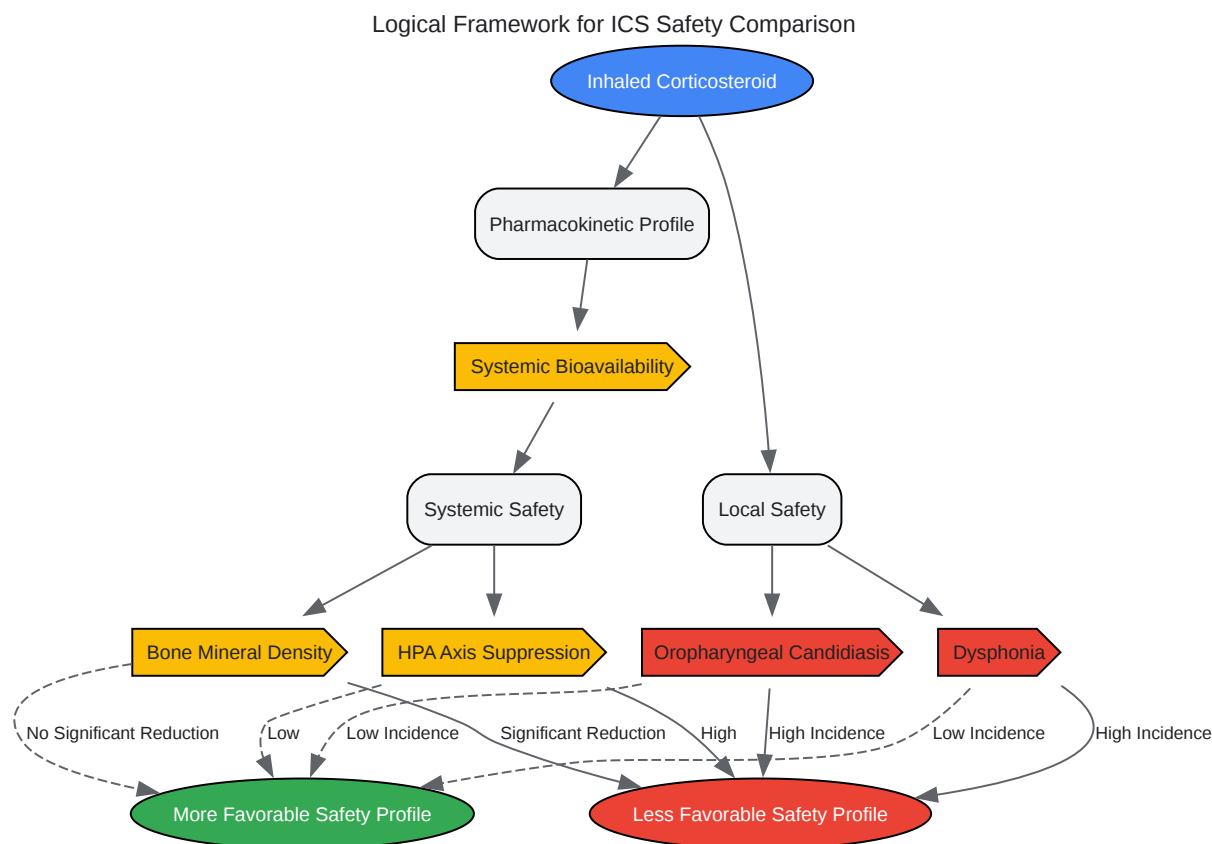 Logical Framework for ICS Safety Comparison
Inhaled Corticosteroid
Pharmacokinetic Profile
Systemic Bioavailability
Systemic Safety
Local Safety
Bone Mineral Density
HPA Axis Suppression
Oropharyngeal Candidiasis
Dysphonia
No Significant Reduction
Low
Low Incidence
Significant Reduction
High
High Incidence
Low Incidence
High Incidence
More Favorable Safety Profile
Less Favorable Safety Profile